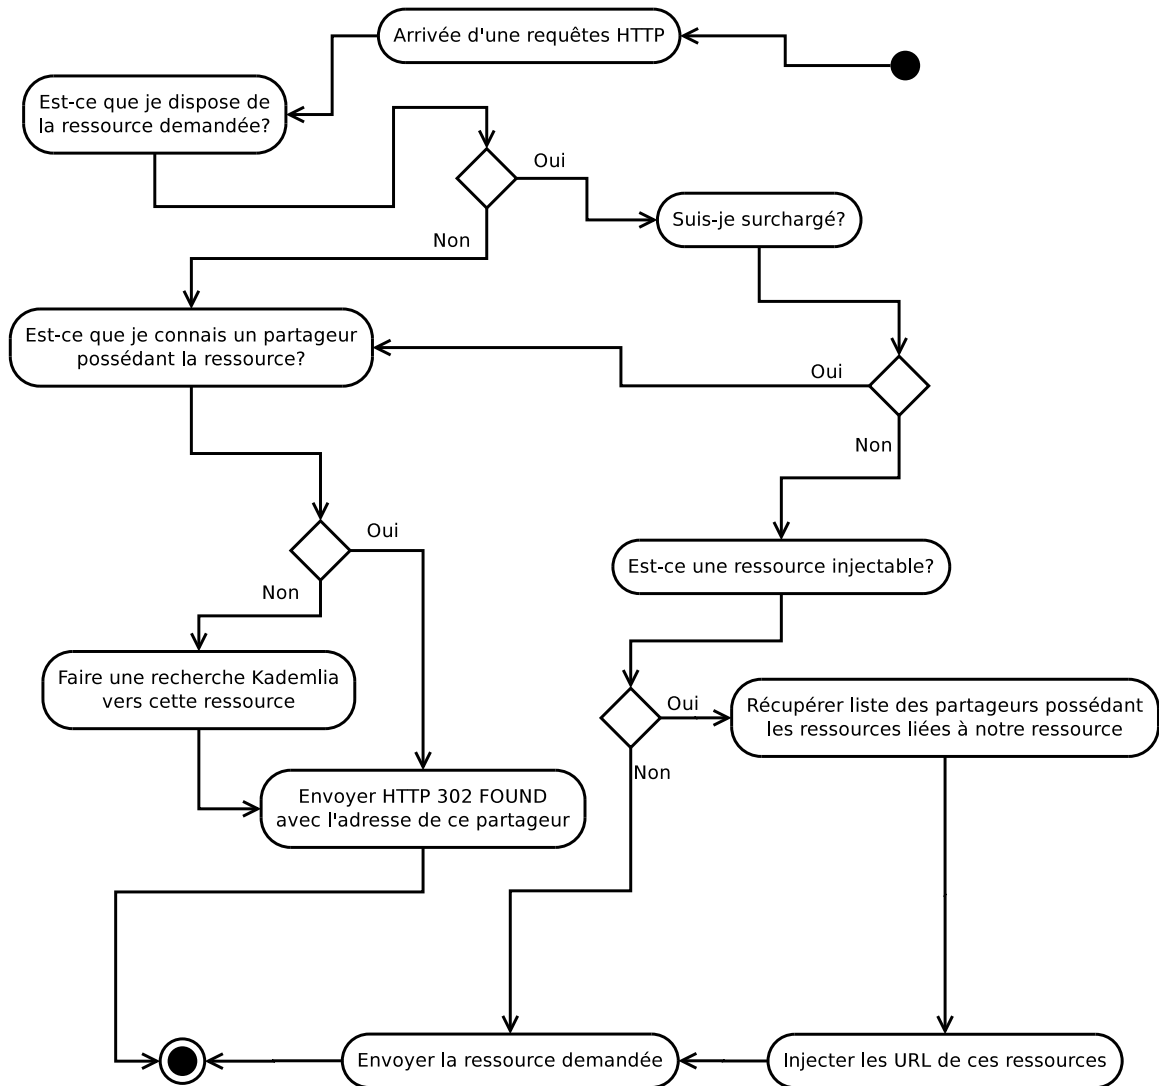 Arrivée d'une requêtes HTTP
Est-ce que je dispose de
la ressource demandée?
Oui
Suis-je surchargé?
Non
Est-ce que je connais un partageur
possédant la ressource?
Oui
Non
Oui
Est-ce une ressource injectable?
Non
Faire une recherche Kademlia
vers cette ressource
Oui
Récupérer liste des partageurs possédant
les ressources liées à notre ressource
Non
Envoyer HTTP 302 FOUND
avec l'adresse de ce partageur
Envoyer la ressource demandée
Injecter les URL de ces ressources